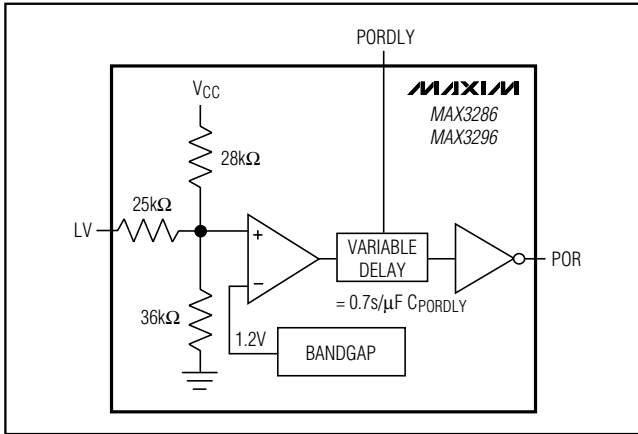 PORDLY
MAXIM
MAX3286
MAX3296
VCC
28kΩ
25kΩ
LV
+
−
VARIABLE
DELAY
POR
= 0.7s/μF CPORDLY
36kΩ
1.2V
BANDGAP